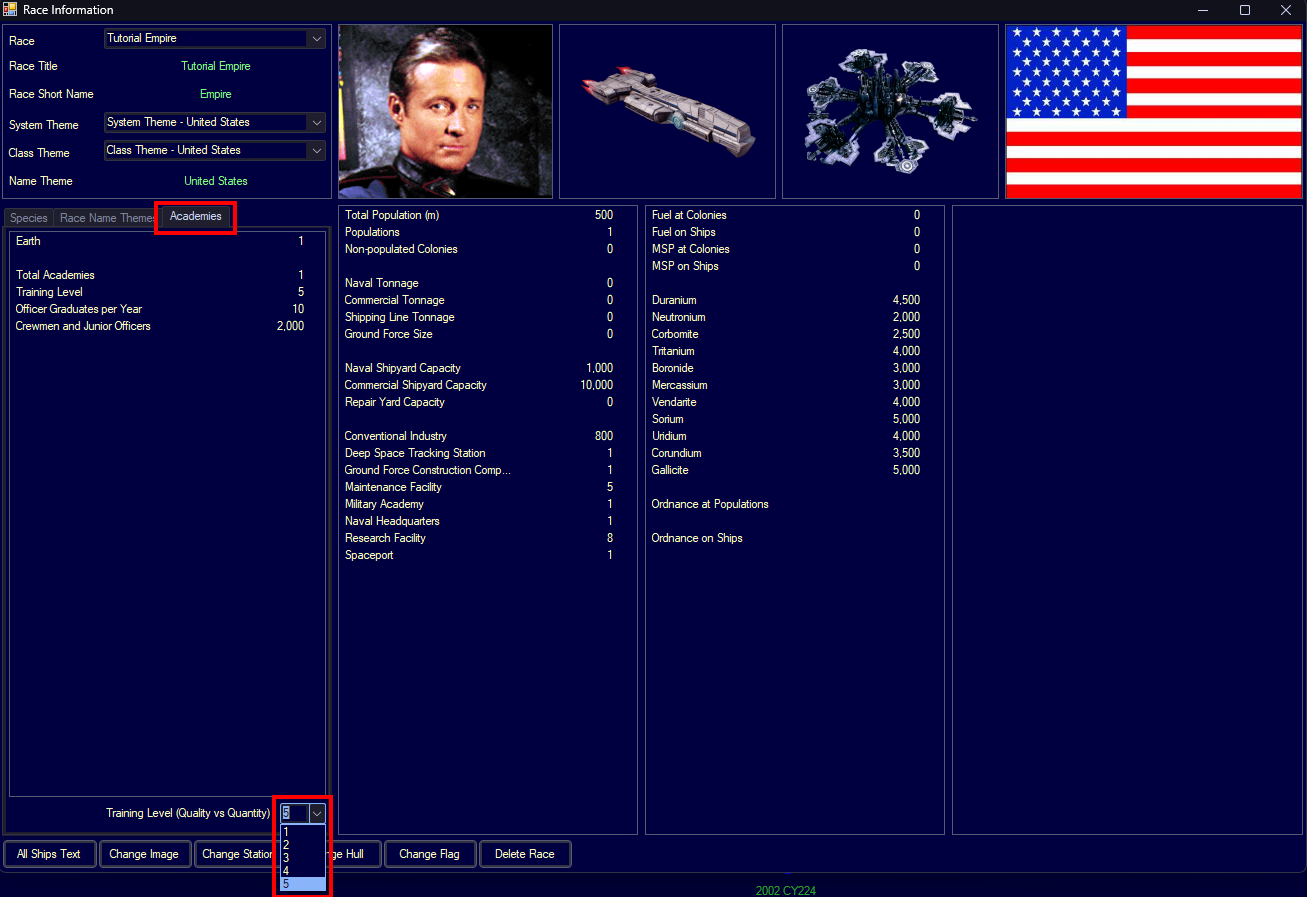 Race Information
Race Tutorial Empire
Race Title Tutorial Empire
Race Short Name Empire
System Theme System Theme - United States
Class Theme Class Theme - United States
Name Theme United States
Species Race Name Themes Academies
Earth 1
Total Academies 1
Training Level 5
Officer Graduates per Year 10
Crewmen and Junior Officers 2,000
Training Level (Quality vs Quantity) 5
1
2
3
4
5
Total Population (m) 500
Populations 1
Non-populated Colonies 0
Naval Tonnage 0
Commercial Tonnage 0
Shipping Line Tonnage 0
Ground Force Size 0
Naval Shipyard Capacity 1,000
Commercial Shipyard Capacity 10,000
Repair Yard Capacity 0
Conventional Industry 800
Deep Space Tracking Station 1
Ground Force Construction Comp... 1
Maintenance Facility 5
Military Academy 1
Naval Headquarters 1
Research Facility 8
Spaceport 1
Fuel at Colonies 0
Fuel on Ships 0
MSP at Colonies 0
MSP on Ships 0
Duranium 4,500
Neutronium 2,000
Corbomite 2,500
Tritanium 4,000
Boronide 3,000
Mercassium 3,000
Vendarite 4,000
Sorium 5,000
Uridium 4,000
Corundium 3,500
Gallicite 5,000
Ordnance at Populations
Ordnance on Ships
All Ships Text Change Image Change Station nge Hull Change Flag Delete Race
2002 CY224